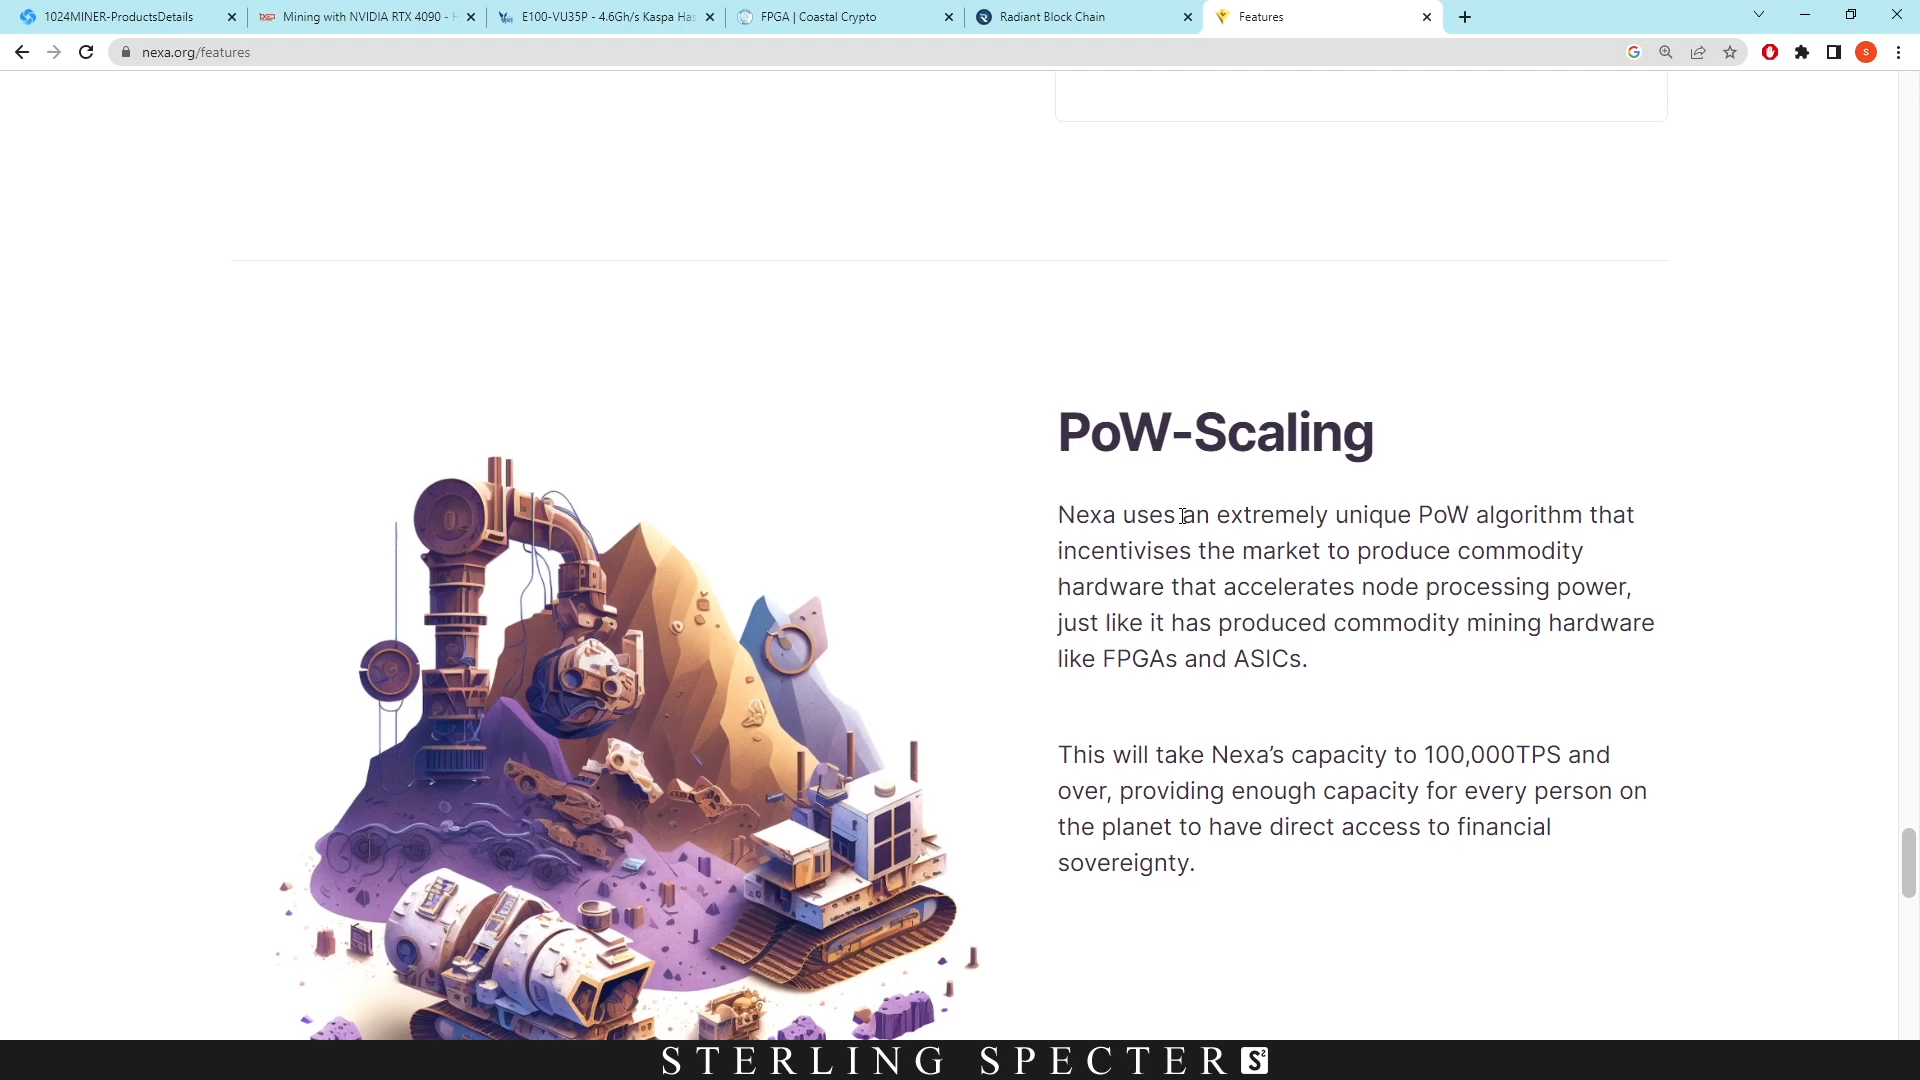 1024MINER-ProductsDetails
Mining with NVIDIA RTX 4090 -
E100-VU35P - 4.6Gh/s Kaspa Has
FPGA | Coastal Crypto
Radiant Block Chain
Features
nexa.org/features
PoW-Scaling
Nexa uses an extremely unique PoW algorithm that
incentivises the market to produce commodity
hardware that accelerates node processing power,
just like it has produced commodity mining hardware
like FPGAs and ASICs.
This will take Nexa’s capacity to 100,000TPS and
over, providing enough capacity for every person on
the planet to have direct access to financial
sovereignty.
STERLING SPECTER